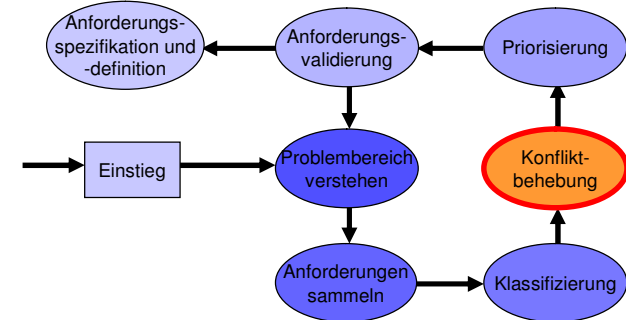 Anforderungs-
spezifikation und
-definition
Anforderungs-
validierung
Priorisierung
Einstieg
Problembereich
verstehen
Konflikt-
behebung
Anforderungen
sammeln
Klassifizierung